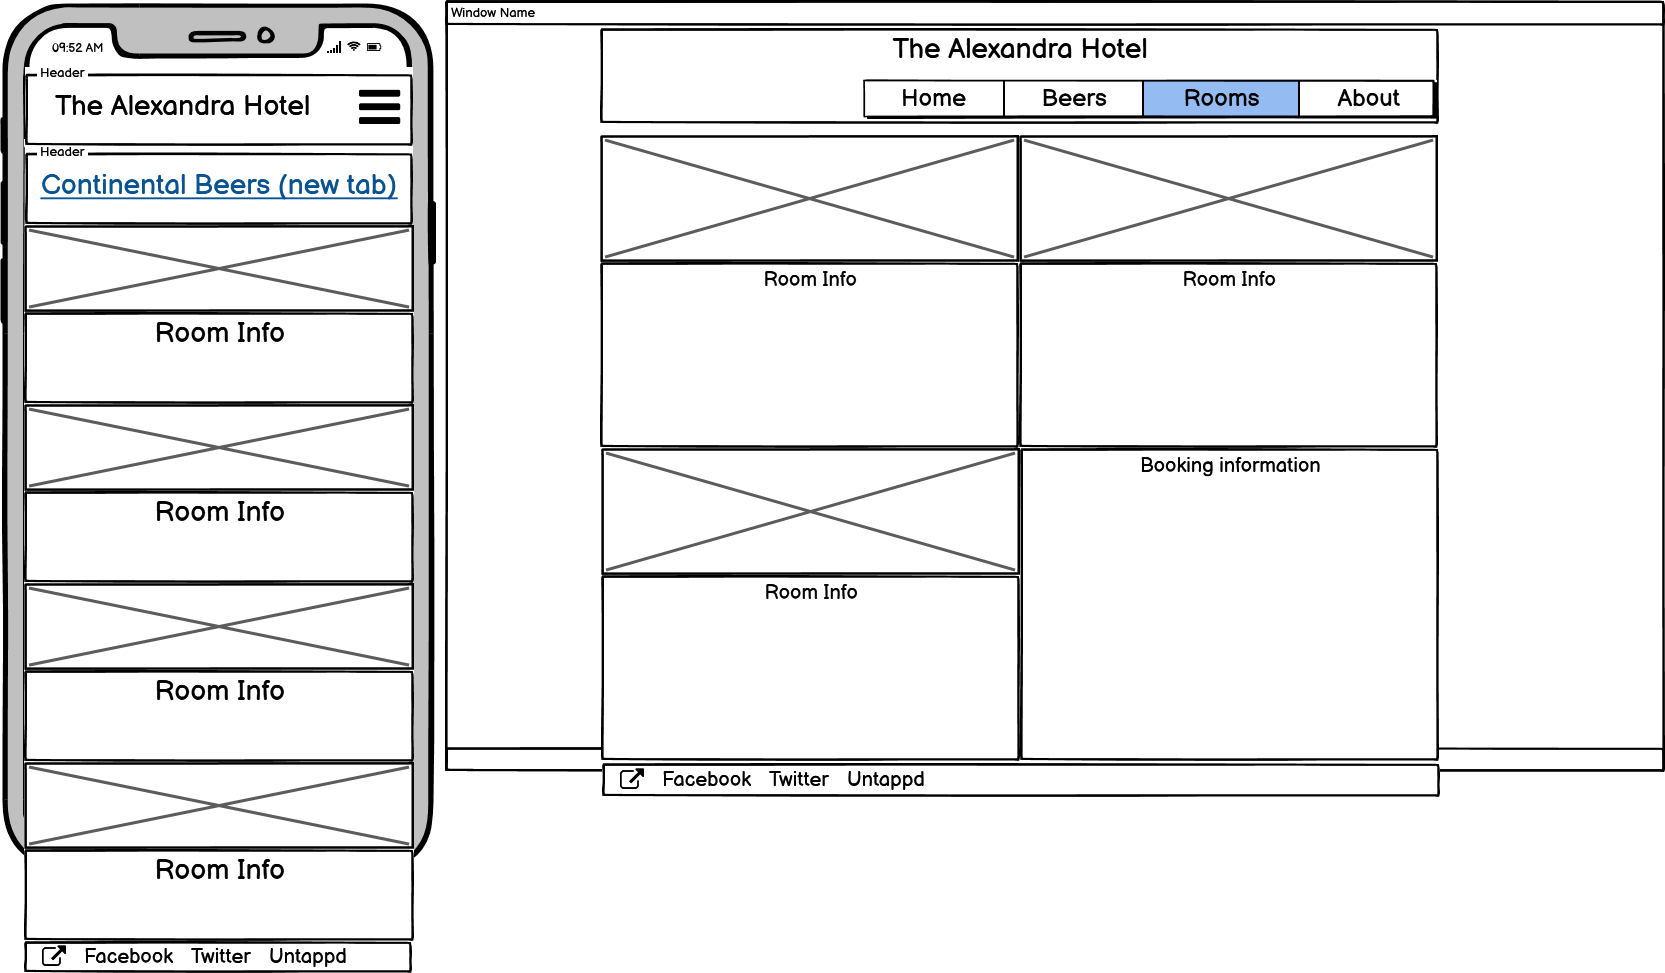 09:52 AM
Header
The Alexandra Hotel
Header
Continental Beers (new tab)
Room Info
Room Info
Room Info
Room Info
Facebook Twitter Untappd
Window Name
The Alexandra Hotel
Home Beers Rooms About
Room Info Room Info
Booking information
Room Info
Facebook Twitter Untappd